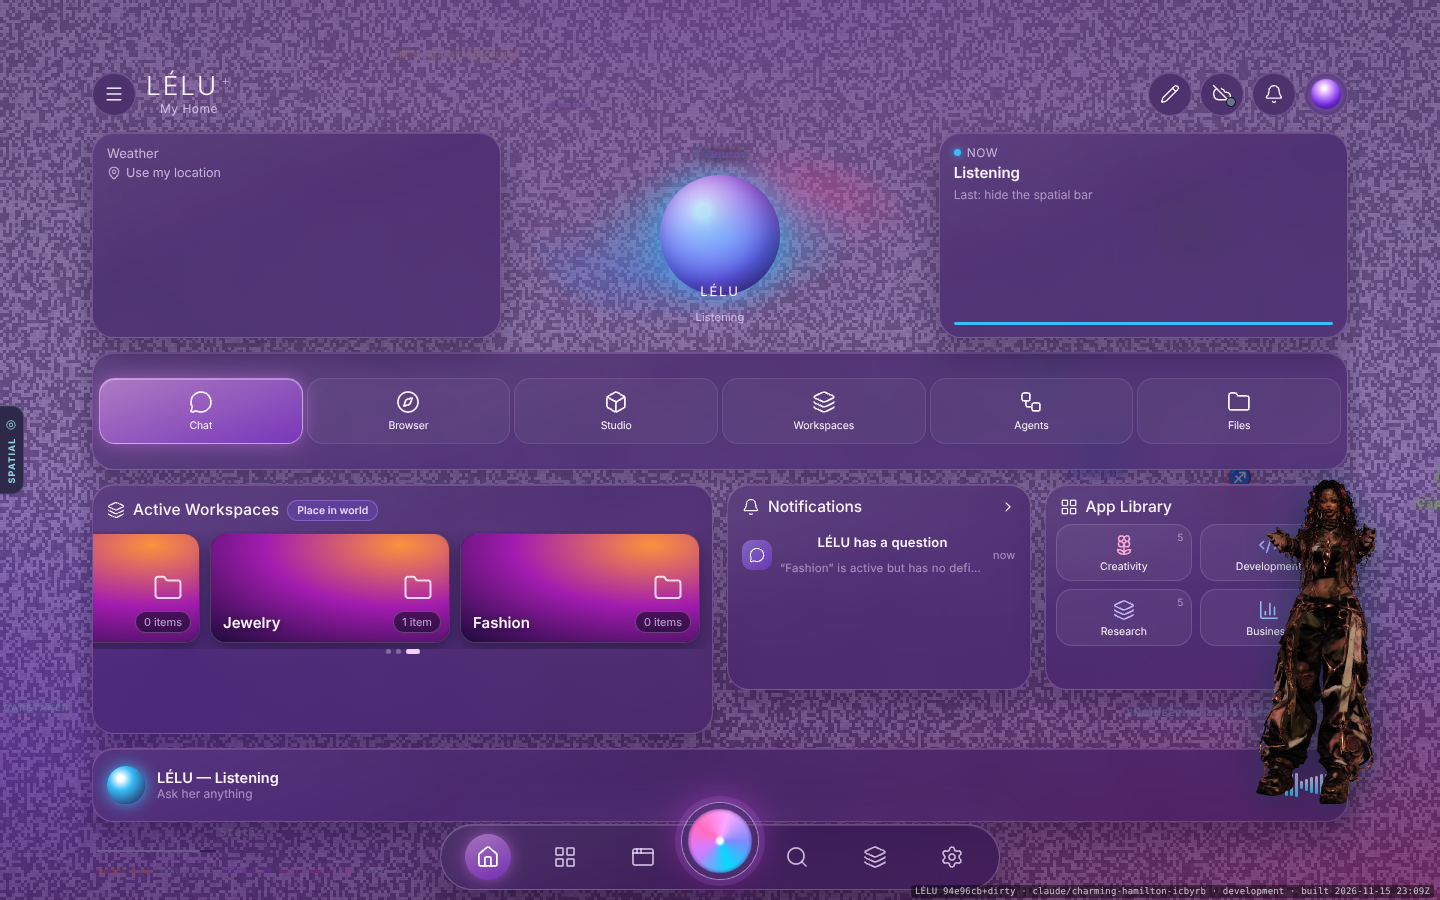 LÉLU +
My Home
Weather
Use my location
LÉLU
Listening
NOW
Listening
Last: hide the spatial bar
Chat
Browser
Studio
Workspaces
Agents
Files
SPATIAL
Active Workspaces
Place in world
0 items
Jewelry
1 item
Fashion
0 items
Notifications
LÉLU has a question
“Fashion” is active but has no defi...
now
App Library
Creativity
5
Development
Research
5
LÉLU — Listening
Ask her anything
LÉLU 94e96cb+dirty · claude/charming-hamilton-icbyrb · development · built 2026-11-15 23:09Z